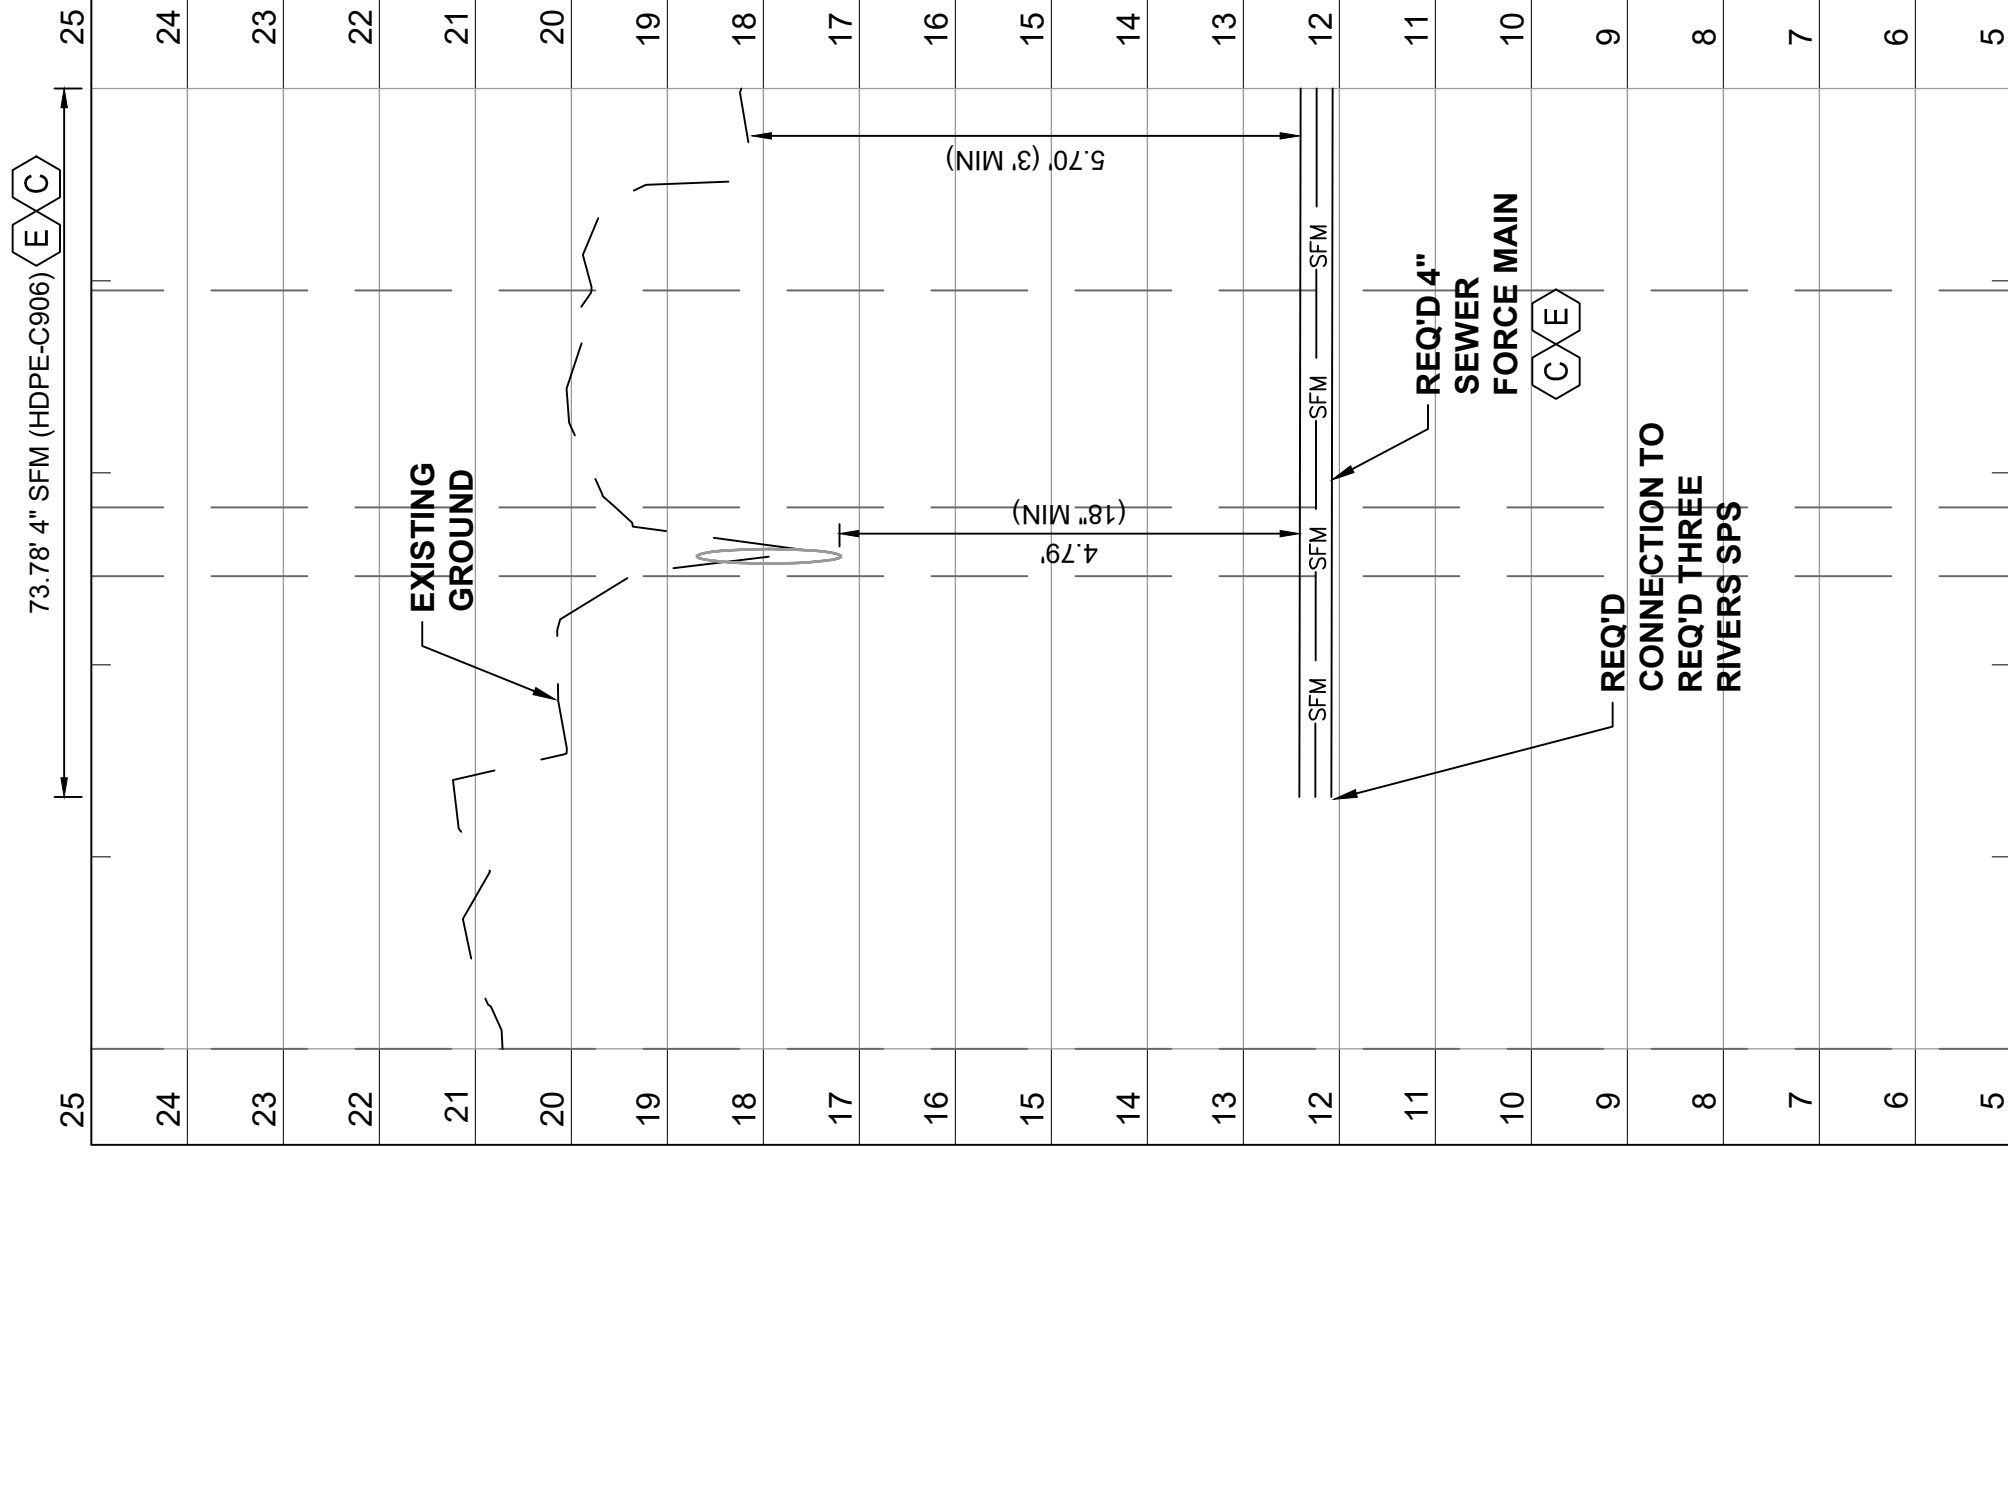 73.78' 4" SFM (HDPE-C906)
E
C
25
24
23
22
21
20
19
18
17
16
15
14
13
12
11
10
9
8
7
6
5
EXISTING
GROUND
4.79'
(18" MIN)
5.70' (3' MIN)
SFM
SFM
SFM
SFM
REQ'D 4"
SEWER
FORCE MAIN
C
E
REQ'D
CONNECTION TO
REQ'D THREE
RIVERS SPS
25
24
23
22
21
20
19
18
17
16
15
14
13
12
11
10
9
8
7
6
5